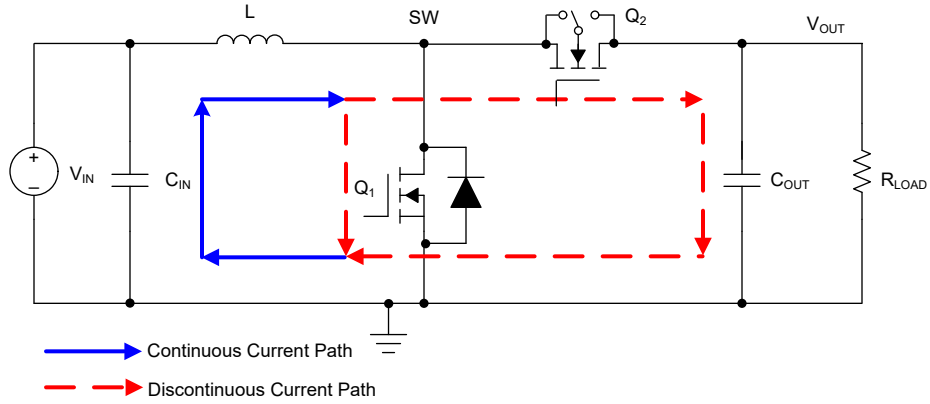 L
SW
Q2
VOUT
+
−
VIN
CIN
Q1
COUT
RLOAD
Continuous Current Path
Discontinuous Current Path